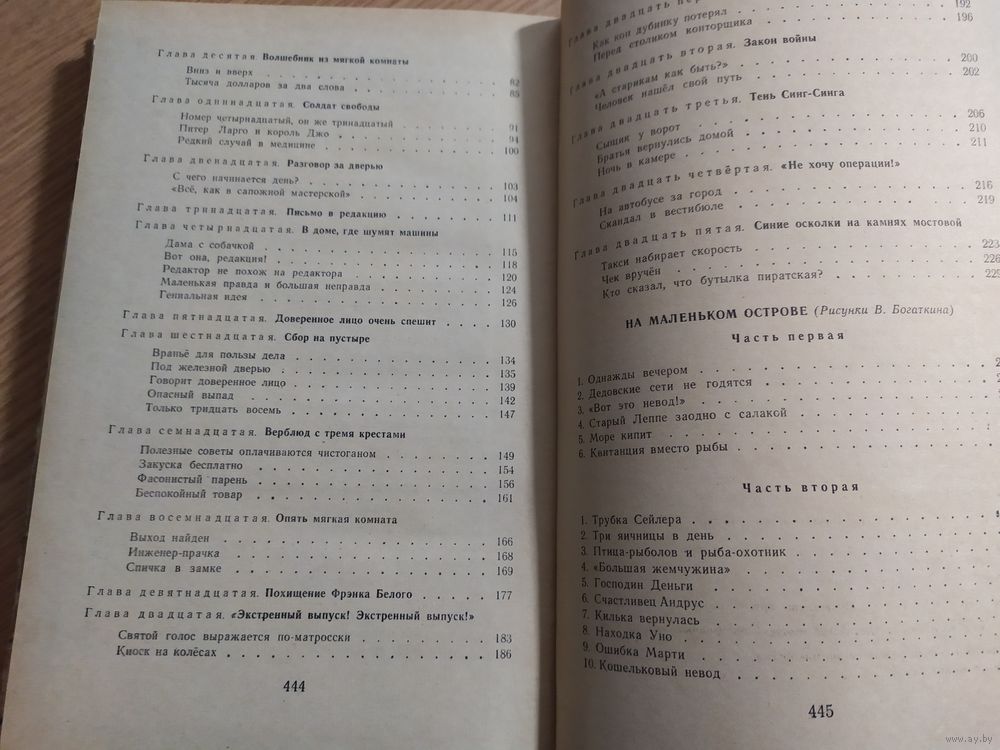 Глава десятая. Волшебник из мягкой комнаты
Вниз и вверх . . . 82
Тысяча долларов за два слова . . . 85
Глава одиннадцатая. Солдат свободы
Номер четырнадцатый, он же тринадцатый . . . 91
Питер Ларго и король Джо . . . 94
Редкий случай в медицине . . . 100
Глава двенадцатая. Разговор за дверью
С чего начинается день? . . . 103
«Всё, как в сапожной мастерской» . . . 104
Глава тринадцатая. Письмо в редакцию . . . 111
Глава четырнадцатая. В доме, где шумят машины
Дама с собачкой . . . 115
Вот она, редакция! . . . 118
Редактор не похож на редактора . . . 120
Маленькая правда и большая неправда . . . 124
Гениальная идея . . . 126
Глава пятнадцатая. Доверенное лицо очень спешит . . . 130
Глава шестнадцатая. Сбор на пустыре
Враньё для пользы дела . . . 134
Под железной дверью . . . 135
Говорит доверенное лицо . . . 139
Опасный выпад . . . 142
Только тридцать восемь . . . 147
Глава семнадцатая. Верблюд с тремя крестами
Полезные советы оплачиваются чистоганом . . . 149
Закуска бесплатно . . . 154
Фасонистый парень . . . 156
Беспокойный товар . . . 161
Глава восемнадцатая. Опять мягкая комната
Выход найден . . . 166
Инженер-прачка . . . 168
Спичка в замке . . . 169
Глава девятнадцатая. Похищение Фрэнка Белого . . . 177
Глава двадцатая. «Экстренный выпуск! Экстренный выпуск!»
Святой голос выражается по-матросски . . . 183
Киоск на колёсах . . . 186
444
Глава двадцать
Как кои дубинку потерял . . . 192
Перед столиком конторщика . . . 196
Глава двадцать вторая. Закон войны
«А старикам как быть?» . . . 200
Человек нашёл свой путь . . . 202
Глава двадцать третья. Тень Синг-Синга
Сыщик у ворот . . . 206
Братья вернулись домой . . . 210
Ночь в камере . . . 211
Глава двадцать четвёртая. «Не хочу операции!»
На автобусе за город . . . 216
Скандал в вестибюле . . . 219
Глава двадцать пятая. Синие осколки на камнях мостовой
Такси набирает скорость . . . 223
Чек вручён . . . 226
Кто сказал, что бутылка пиратская? . . . 229
НА МАЛЕНЬКОМ ОСТРОВЕ (Рисунки В. Богаткина)
Часть первая
1. Однажды вечером . . .
2. Дедовские сети не годятся . . .
3. «Вот это невод!» . . .
4. Старый Леппе заодно с салакой . . .
5. Море кипит . . .
6. Квитанция вместо рыбы . . .
Часть вторая
1. Трубка Сейлера . . .
2. Три яичницы в день . . .
3. Птица-рыболов и рыба-охотник . . .
4. «Большая жемчужина» . . .
5. Господин Деньги . . .
6. Счастливец Андрус . . .
7. Килька вернулась . . .
8. Находка Уно . . .
9. Ошибка Марти . . .
10. Кошельковый невод . . .
445
www.ay.by